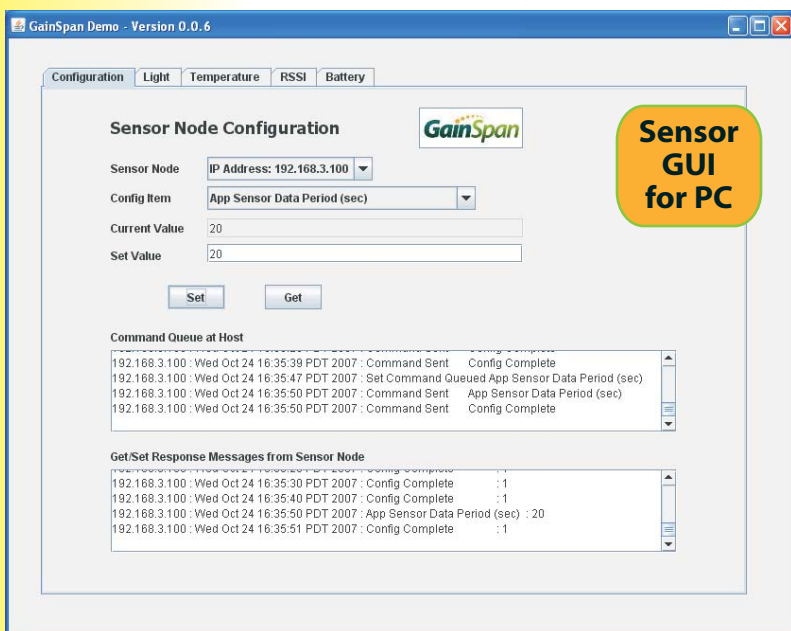 GainSpan Demo - Version 0.0.6
Configuration Light Temperature RSSI Battery
Sensor Node Configuration
GainSpan
Sensor
GUI
for PC
Sensor Node IP Address: 192.168.3.100
Config Item App Sensor Data Period (sec)
Current Value 20
Set Value 20
Set Get
Command Queue at Host
192.168.3.100 : Wed Oct 24 16:35:39 PDT 2007 : Command Sent Config Complete
192.168.3.100 : Wed Oct 24 16:35:47 PDT 2007 : Set Command Queued App Sensor Data Period (sec)
192.168.3.100 : Wed Oct 24 16:35:50 PDT 2007 : Command Sent App Sensor Data Period (sec)
192.168.3.100 : Wed Oct 24 16:35:50 PDT 2007 : Command Sent Config Complete
Get/Set Response Messages from Sensor Node
192.168.3.100 : Wed Oct 24 16:35:30 PDT 2007 : Config Complete : 1
192.168.3.100 : Wed Oct 24 16:35:40 PDT 2007 : Config Complete : 1
192.168.3.100 : Wed Oct 24 16:35:50 PDT 2007 : App Sensor Data Period (sec) : 20
192.168.3.100 : Wed Oct 24 16:35:51 PDT 2007 : Config Complete : 1